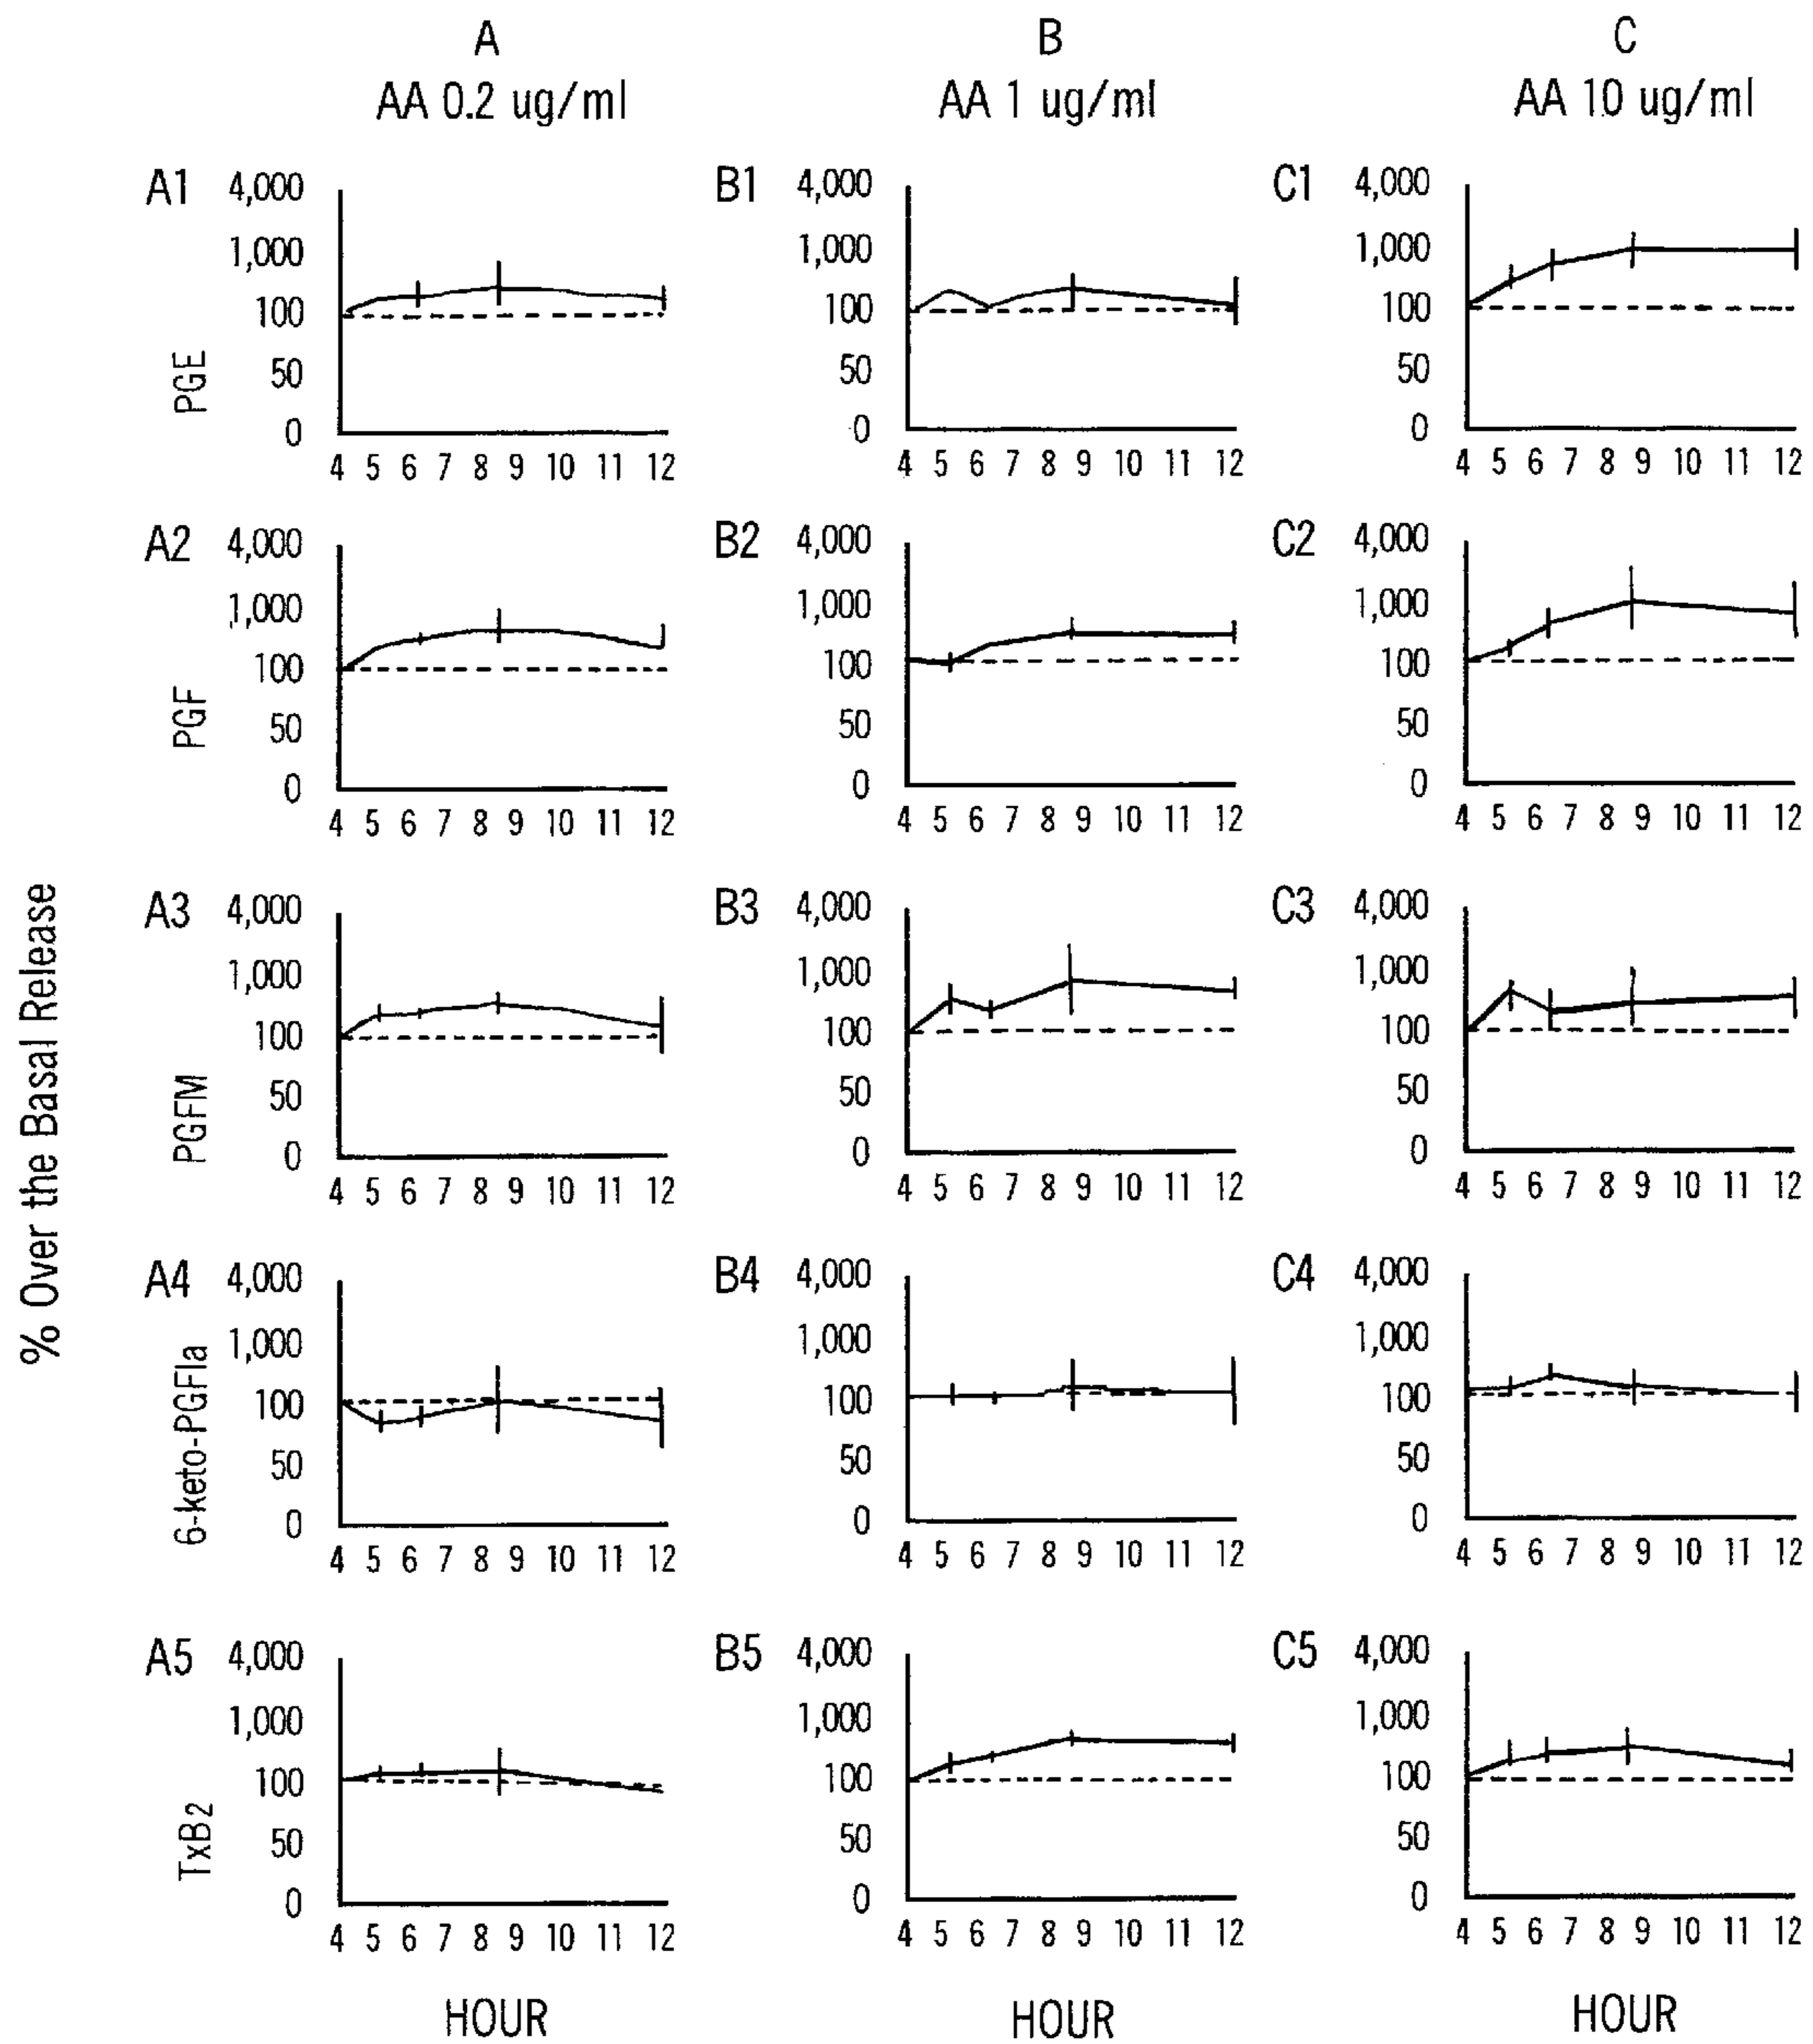 A B C
AA 0.2 ug/ml AA 1 ug/ml AA 10 ug/ml
% Over the Basal Release
A1 4,000 1,000 100 50 0
PGE
4 5 6 7 8 9 10 11 12
B1 4,000 1,000 100 50 0
4 5 6 7 8 9 10 11 12
C1 4,000 1,000 100 50 0
4 5 6 7 8 9 10 11 12
A2 4,000 1,000 100 50 0
PGF
4 5 6 7 8 9 10 11 12
B2 4,000 1,000 100 50 0
4 5 6 7 8 9 10 11 12
C2 4,000 1,000 100 50 0
4 5 6 7 8 9 10 11 12
A3 4,000 1,000 100 50 0
PGFM
4 5 6 7 8 9 10 11 12
B3 4,000 1,000 100 50 0
4 5 6 7 8 9 10 11 12
C3 4,000 1,000 100 50 0
4 5 6 7 8 9 10 11 12
A4 4,000 1,000 100 50 0
6-keto-PGFIa
4 5 6 7 8 9 10 11 12
B4 4,000 1,000 100 50 0
4 5 6 7 8 9 10 11 12
C4 4,000 1,000 100 50 0
4 5 6 7 8 9 10 11 12
A5 4,000 1,000 100 50 0
TxB2
4 5 6 7 8 9 10 11 12
B5 4,000 1,000 100 50 0
4 5 6 7 8 9 10 11 12
C5 4,000 1,000 100 50 0
4 5 6 7 8 9 10 11 12
HOUR HOUR HOUR